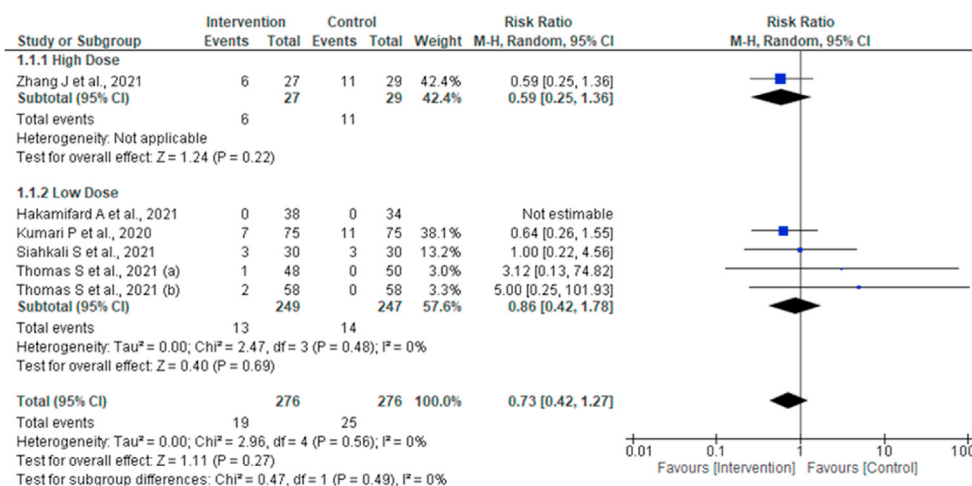 Intervention Control Risk Ratio Risk Ratio
Study or Subgroup Events Total Events Total Weight M-H, Random, 95% CI M-H, Random, 95% CI
1.1.1 High Dose
Zhang J et al., 2021 6 27 11 29 42.4% 0.59 [0.25, 1.36]
Subtotal (95% CI) 27 29 42.4% 0.59 [0.25, 1.36]
Total events 6 11
Heterogeneity: Not applicable
Test for overall effect: Z = 1.24 (P = 0.22)
1.1.2 Low Dose
Hakamifard A et al., 2021 0 38 0 34 Not estimable
Kumari P et al., 2020 7 75 11 75 38.1% 0.64 [0.26, 1.55]
Siahkali S et al., 2021 3 30 3 30 13.2% 1.00 [0.22, 4.56]
Thomas S et al., 2021 (a) 1 48 0 50 3.0% 3.12 [0.13, 74.82]
Thomas S et al., 2021 (b) 2 58 0 58 3.3% 5.00 [0.25, 101.93]
Subtotal (95% CI) 249 247 57.6% 0.86 [0.42, 1.78]
Total events 13 14
Heterogeneity: Tau² = 0.00; Chi² = 2.47, df = 3 (P = 0.48); I² = 0%
Test for overall effect: Z = 0.40 (P = 0.69)
Total (95% CI) 276 276 100.0% 0.73 [0.42, 1.27]
Total events 19 25
Heterogeneity: Tau² = 0.00; Chi² = 2.96, df = 4 (P = 0.56); I² = 0%
Test for overall effect: Z = 1.11 (P = 0.27)
Test for subgroup differences: Chi² = 0.47, df = 1 (P = 0.49), I² = 0%
0.01 0.1 1 10 100
Favours [Intervention] Favours [Control]